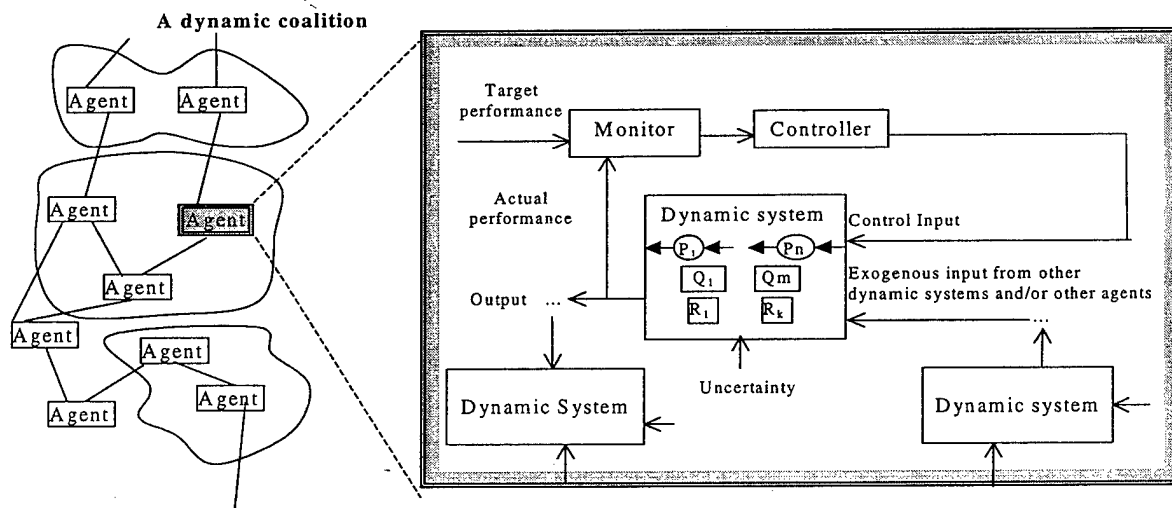 A dynamic coalition
Agent
Agent
Agent
Agent
Agent
Agent
Agent
Agent
Agent
Target
performance
Monitor
Controller
Actual
performance
Dynamic system
P1
Pn
Q1
Qm
R1
Rk
Control Input
Exogenous input from other
dynamic systems and/or other agents
...
Output ...
Uncertainty
Dynamic System
Dynamic system